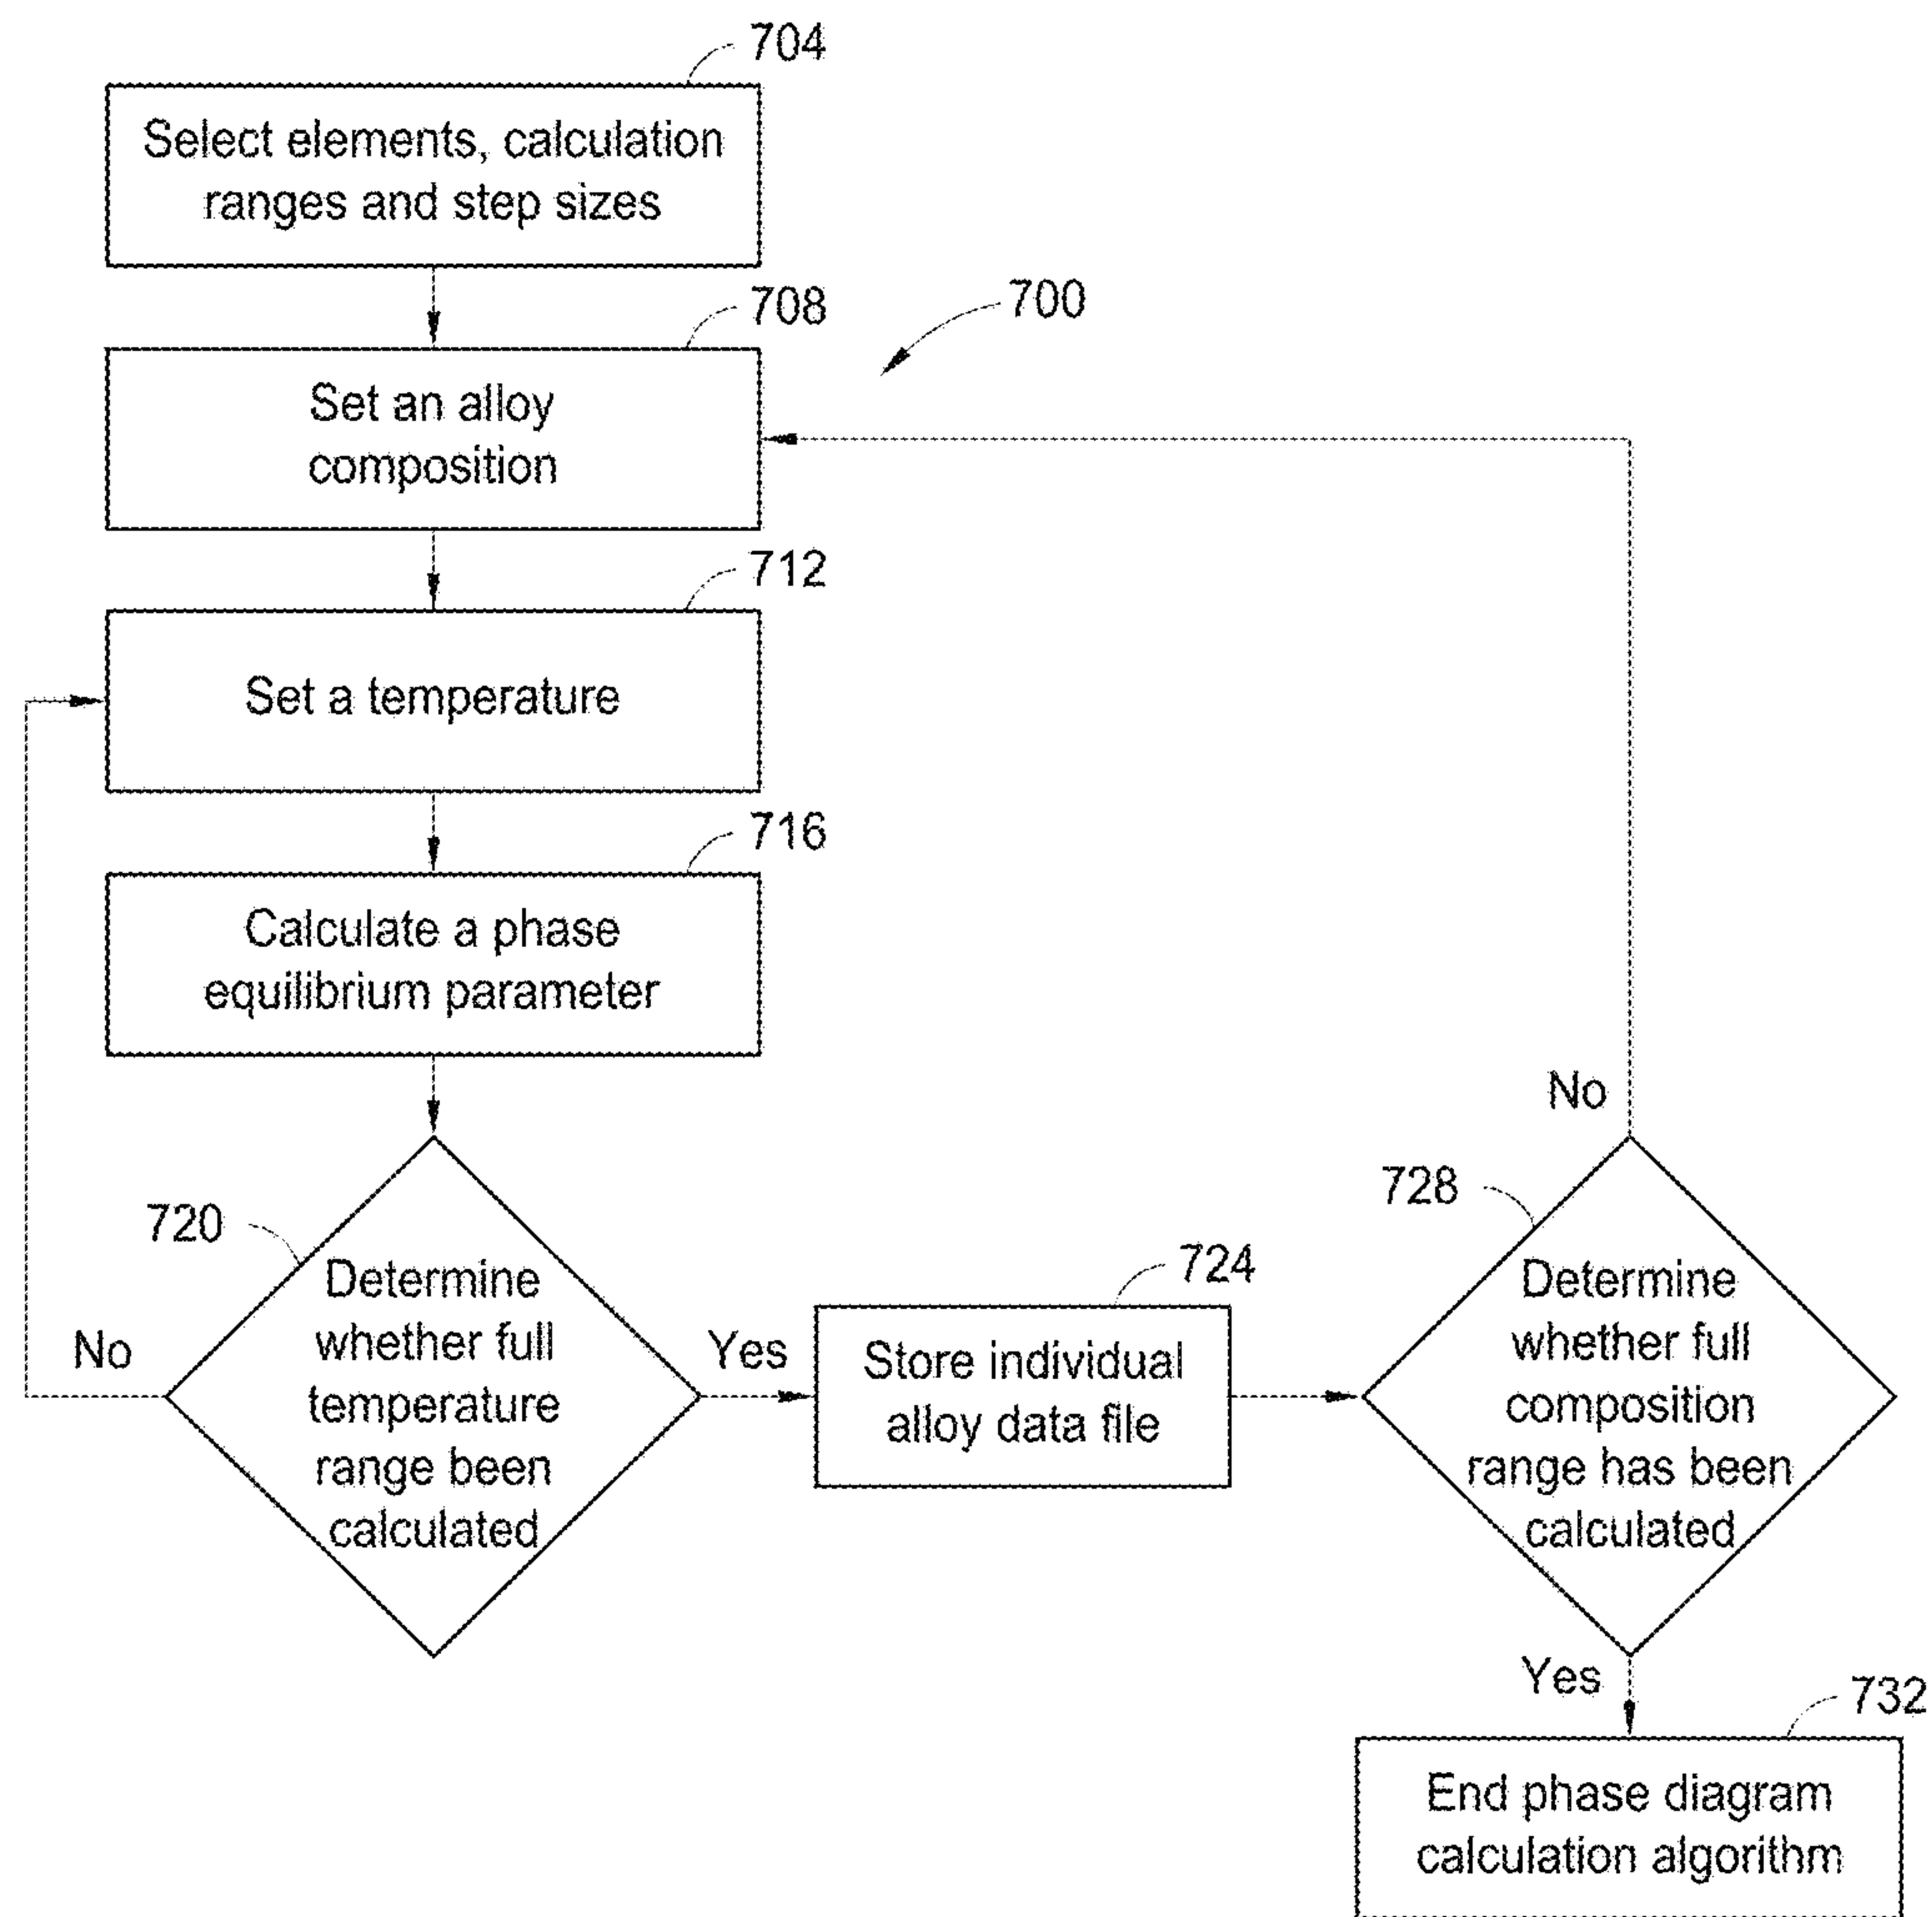 704
Select elements, calculation
ranges and step sizes
708
700
Set an alloy
composition
712
Set a temperature
716
Calculate a phase
equilibrium parameter
720
Determine
whether full
temperature
range been
calculated
No
Yes
724
Store individual
alloy data file
728
No
Determine
whether full
composition
range has been
calculated
Yes
732
End phase diagram
calculation algorithm